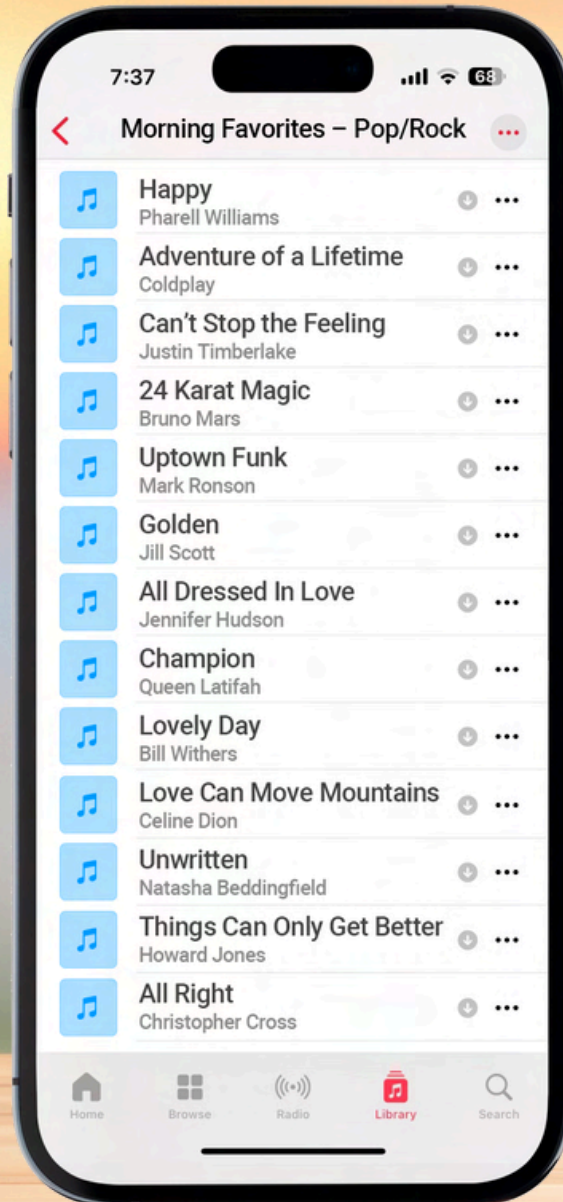 7:37
68
Morning Favorites – Pop/Rock
Happy
Pharell Williams
Adventure of a Lifetime
Coldplay
Can't Stop the Feeling
Justin Timberlake
24 Karat Magic
Bruno Mars
Uptown Funk
Mark Ronson
Golden
Jill Scott
All Dressed In Love
Jennifer Hudson
Champion
Queen Latifah
Lovely Day
Bill Withers
Love Can Move Mountains
Celine Dion
Unwritten
Natasha Beddingfield
Things Can Only Get Better
Howard Jones
All Right
Christopher Cross
Home Browse Radio Library Search